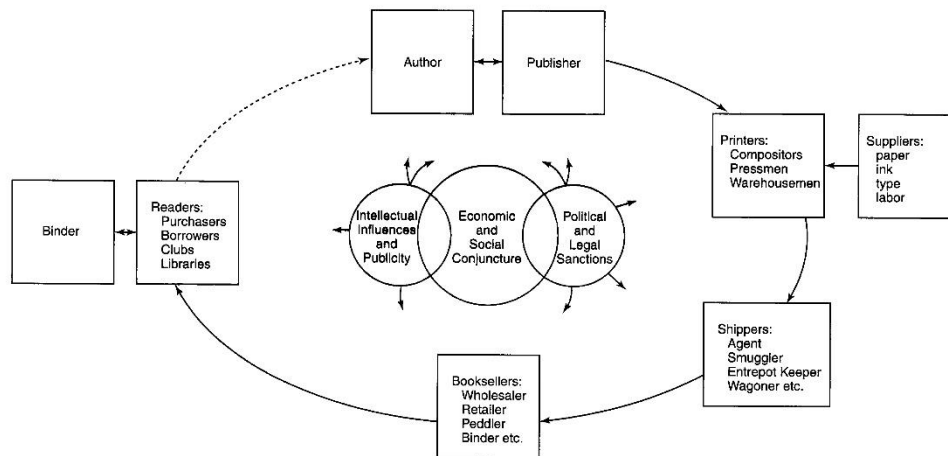 Author
Publisher
Printers:
Compositors
Pressmen
Warehousemen
Suppliers:
paper
ink
type
labor
Binder
Readers:
Purchasers
Borrowers
Clubs
Libraries
Intellectual
Influences
and
Publicity
Economic
and
Social
Conjuncture
Political
and
Legal
Sanctions
Shippers:
Agent
Smuggler
Entrepot Keeper
Wagoner etc.
Booksellers:
Wholesaler
Retailer
Peddler
Binder etc.